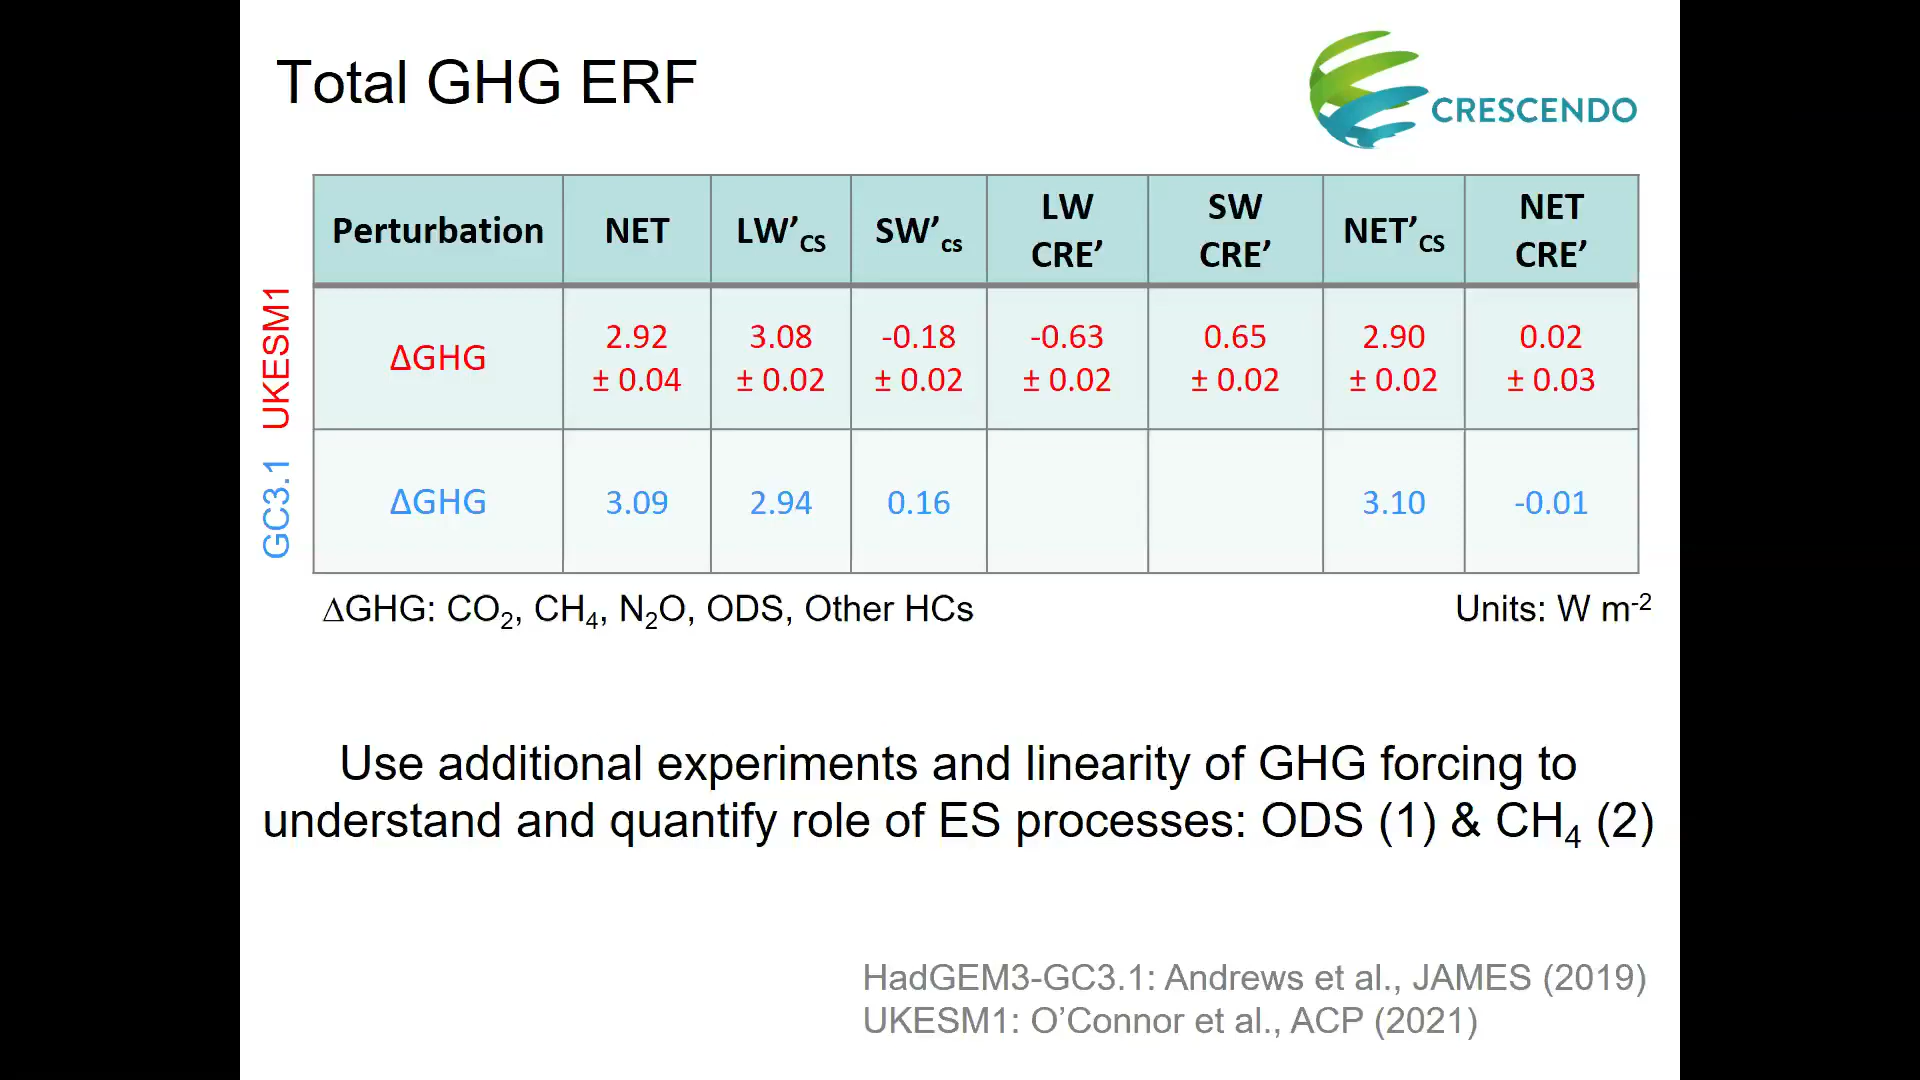 Total GHG ERF
CRESCENDO
Perturbation NET LW’CS SW’cs LW CRE’ SW CRE’ NET’CS NET CRE’
UKESM1
ΔGHG 2.92 ± 0.04 3.08 ± 0.02 -0.18 ± 0.02 -0.63 ± 0.02 0.65 ± 0.02 2.90 ± 0.02 0.02 ± 0.03
GC3.1
ΔGHG 3.09 2.94 0.16 3.10 -0.01
ΔGHG: CO2, CH4, N2O, ODS, Other HCs
Units: W m-2
Use additional experiments and linearity of GHG forcing to
understand and quantify role of ES processes: ODS (1) & CH4 (2)
HadGEM3-GC3.1: Andrews et al., JAMES (2019)
UKESM1: O’Connor et al., ACP (2021)